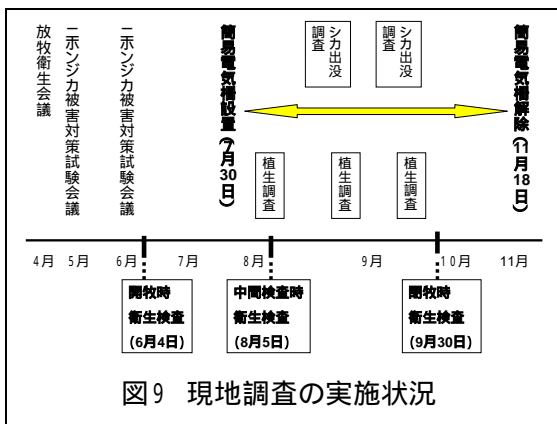 放牧衛生会議
ニホンジカ被害対策試験会議
ニホンジカ被害対策試験会議
簡易電気柵設置(7月30日)
シカ出没
調査
シカ出没
調査
簡易電気柵解除(11月18日)
植生調査
植生調査
植生調査
4月 5月 6月 7月 8月 9月 10月 11月
開牧時
衛生検査
(6月4日)
中間検査時
衛生検査
(8月5日)
閉牧時
衛生検査
(9月30日)
図9 現地調査の実施状況